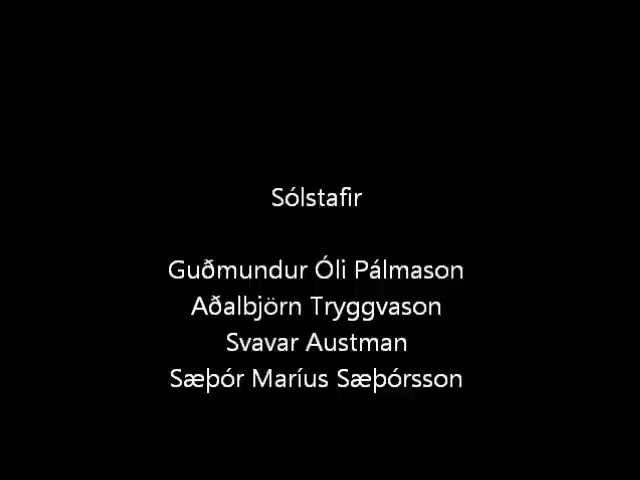 Sólstafir
Guðmundur Óli Pálmason
Aðalbjörn Tryggvason
Svavar Austman
Sæþór Maríus Sæþórsson